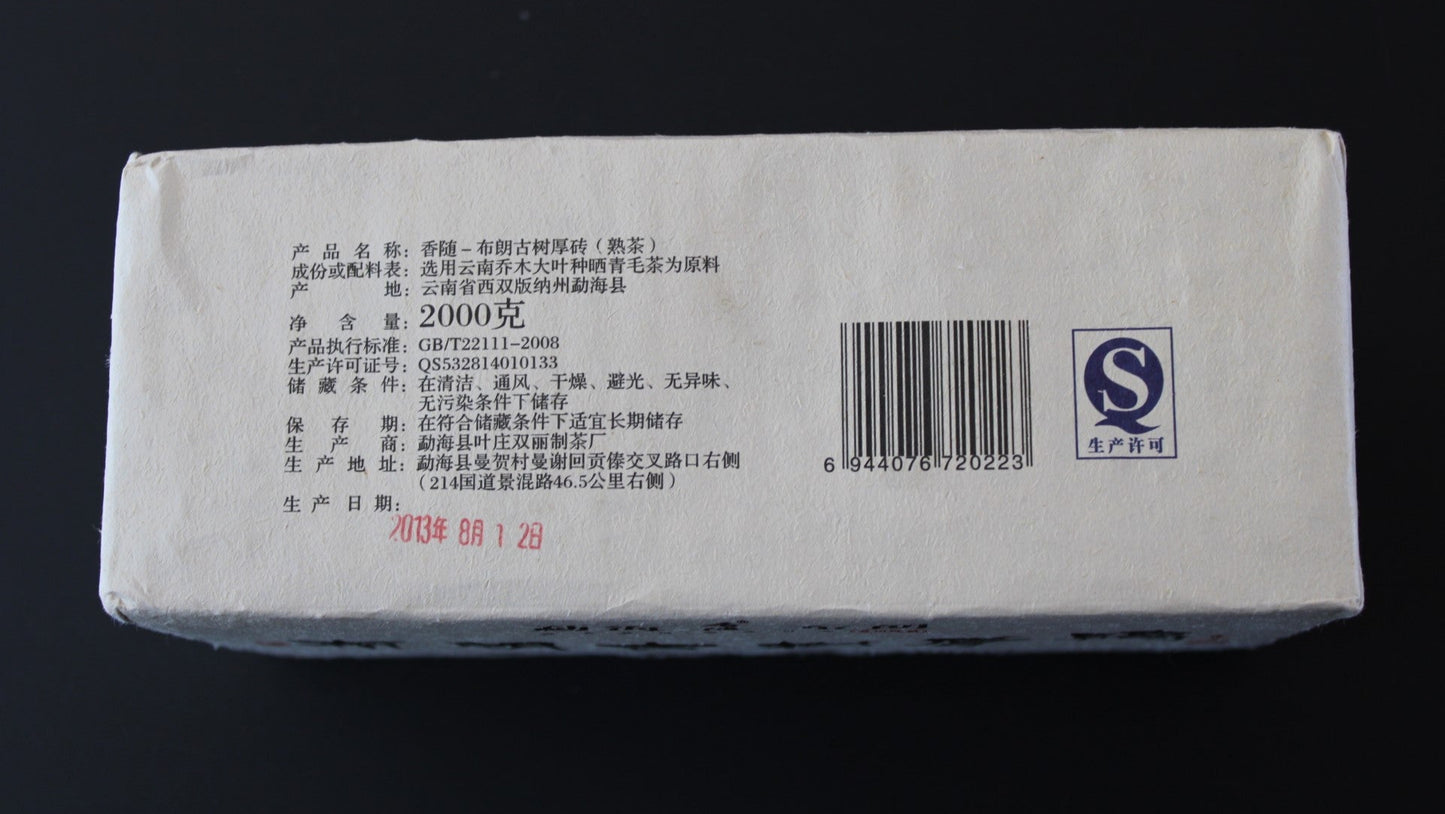 产品名称：香随－布朗古树厚砖（熟茶）
成份或配料表：选用云南乔木大叶种晒青毛茶为原料
产地：云南省西双版纳州勐海县
净含量：2000克
产品执行标准：GB/T22111-2008
生产许可证号：QS532814010133
储藏条件：在清洁、通风、干燥、避光、无异味、
无污染条件下储存
保存期：在符合储藏条件下适宜长期储存
生产商：勐海县叶庄双丽制茶厂
生产地址：勐海县曼贺村曼谢回贡傣交叉路口右侧
（214国道景混路46.5公里右侧）
生产日期：
2013年 8月 1 2日
6 944076 720223
QS
生产许可